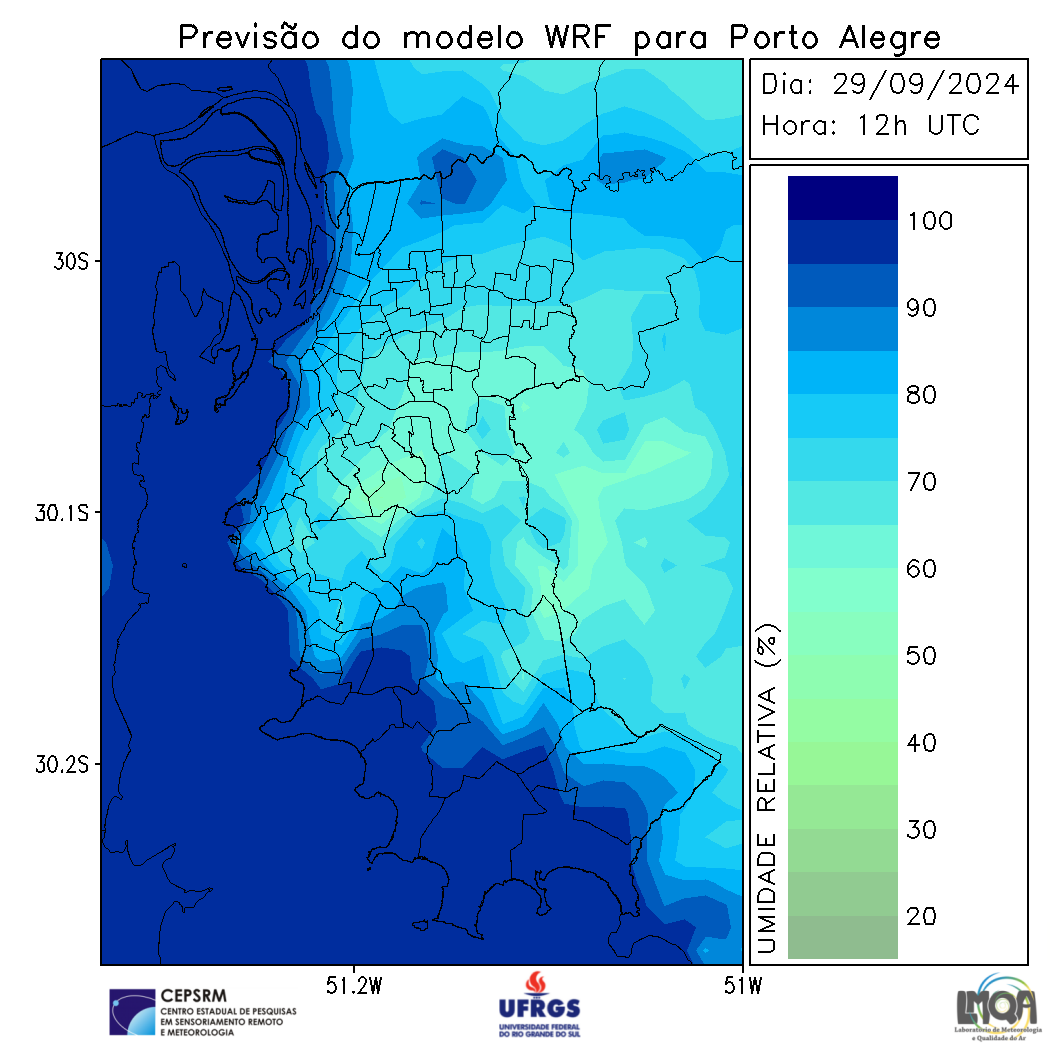 Previsão do modelo WRF para Porto Alegre
Dia: 29/09/2024
Hora: 12h UTC
100
90
80
70
60
50
40
30
20
UMIDADE RELATIVA (%)
30S
30.1S
30.2S
51.2W
51W
CEPSRM
CENTRO ESTADUAL DE PESQUISAS
EM SENSORIAMENTO REMOTO
E METEOROLOGIA
UFRGS
UNIVERSIDADE FEDERAL
DO RIO GRANDE DO SUL
LMQA
Laboratório de Meteorologia
e Qualidade do Ar